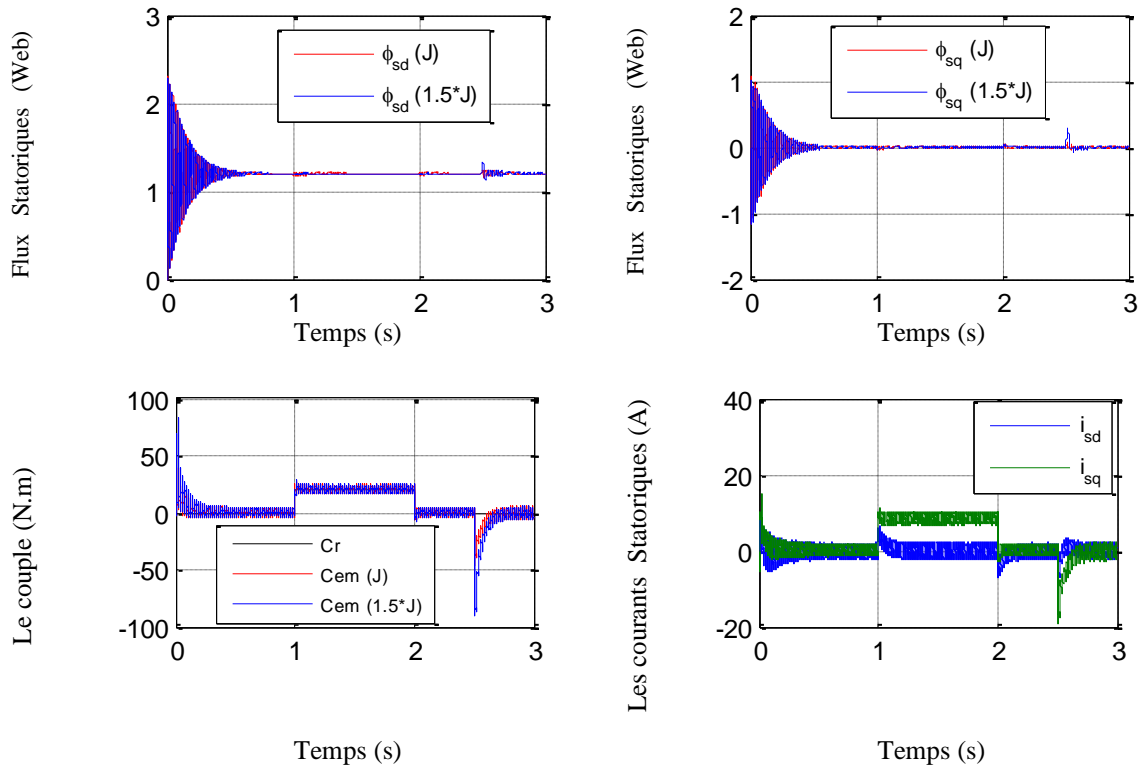 Flux Statoriques (Web)
3
2
1
0
ϕsd (J)
ϕsd (1.5*J)
0 1 2 3
Temps (s)
Flux Statoriques (Web)
2
1
0
-1
-2
ϕsq (J)
ϕsq (1.5*J)
0 1 2 3
Temps (s)
Le couple (N.m)
100
50
0
-50
-100
Cr
Cem (J)
Cem (1.5*J)
0 1 2 3
Temps (s)
Les courants Statoriques (A)
40
20
0
-20
isd
isq
0 1 2 3
Temps (s)